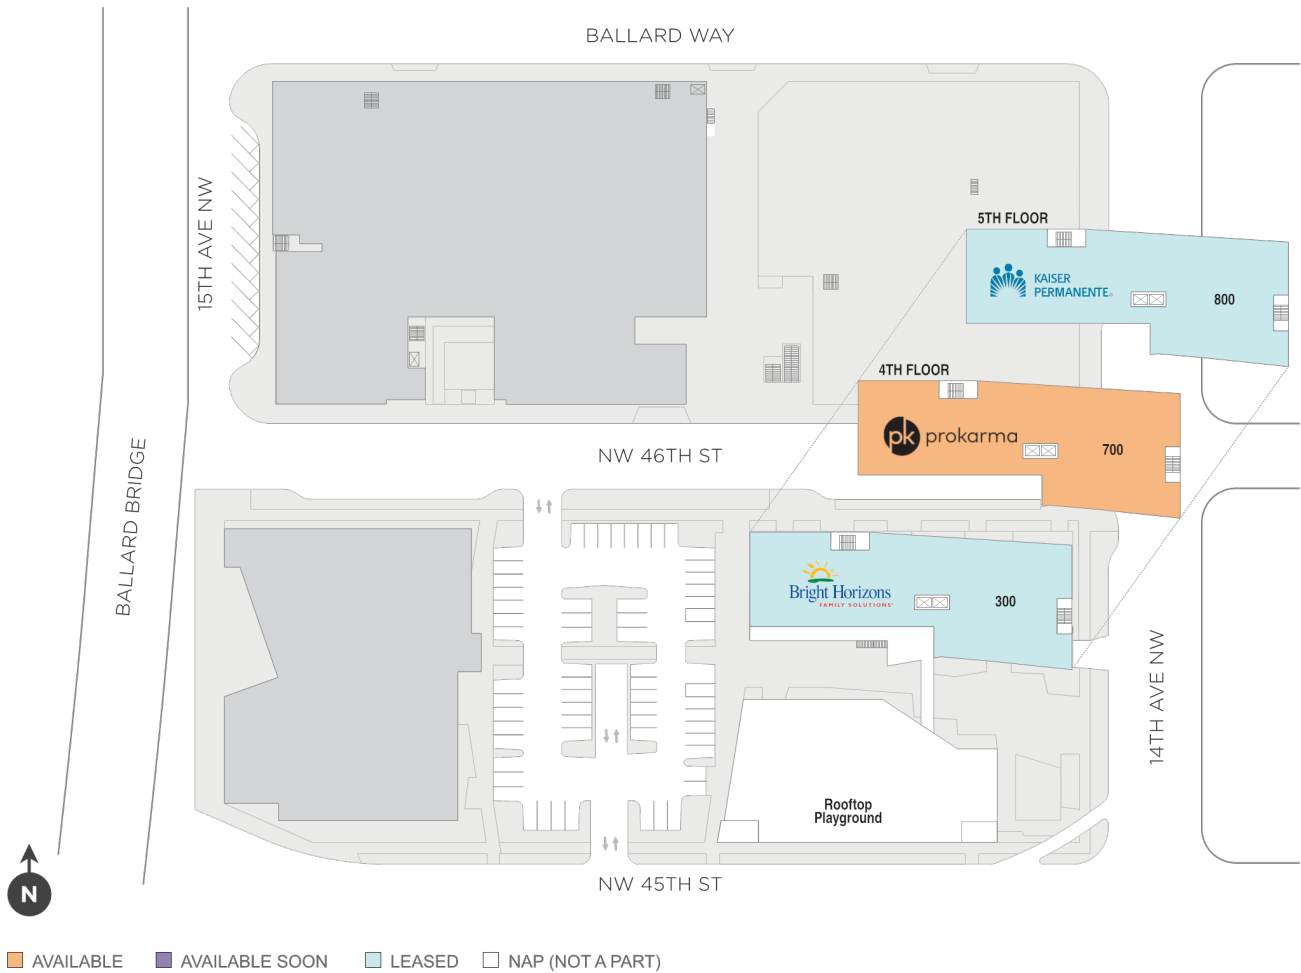 BALLARD WAY
15TH AVE NW
5TH FLOOR
KAISER
PERMANENTE®
800
4TH FLOOR
pk prokarma
700
BALLARD BRIDGE
NW 46TH ST
Bright Horizons
FAMILY SOLUTIONS
300
14TH AVE NW
Rooftop
Playground
NW 45TH ST
N
AVAILABLE AVAILABLE SOON LEASED NAP (NOT A PART)